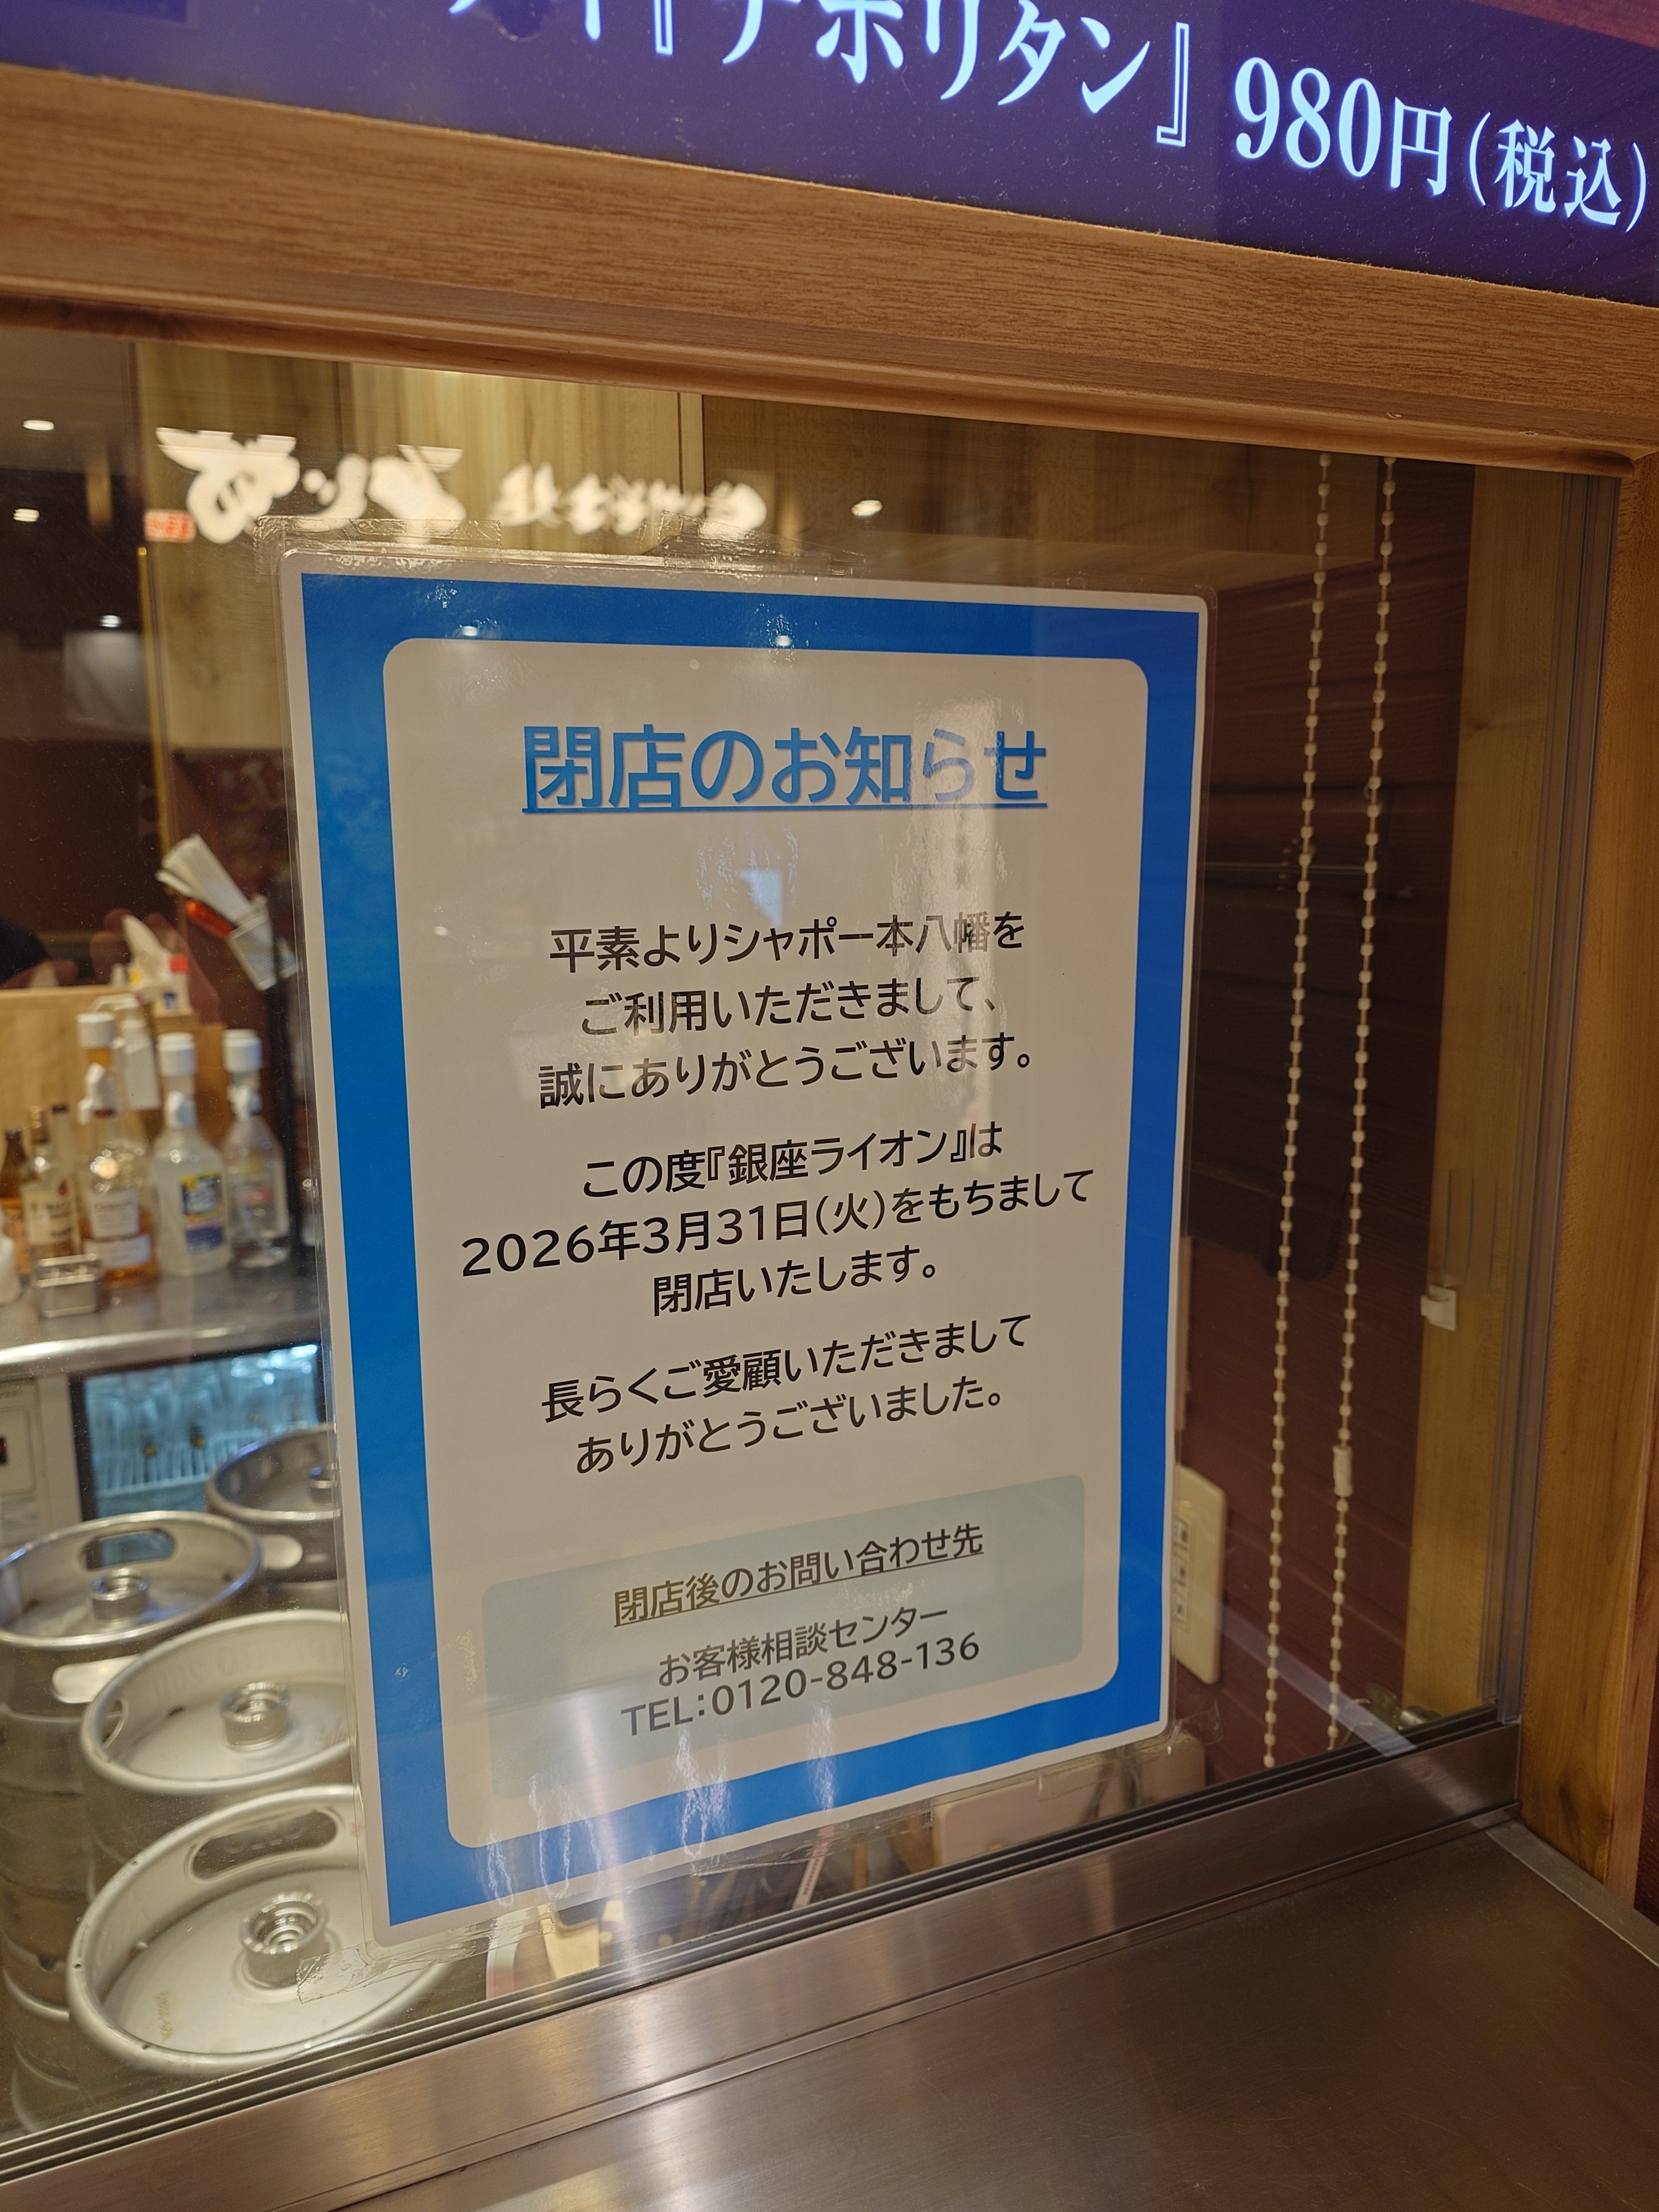 『ナポリタン』 980円(税込)
閉店のお知らせ
平素よりシャポー本八幡を
ご利用いただきまして、
誠にありがとうございます。
この度『銀座ライオン』は
2026年3月31日(火)をもちまして
閉店いたします。
長らくご愛顧いただきまして
ありがとうございました。
閉店後のお問い合わせ先
お客様相談センター
TEL:0120-848-136